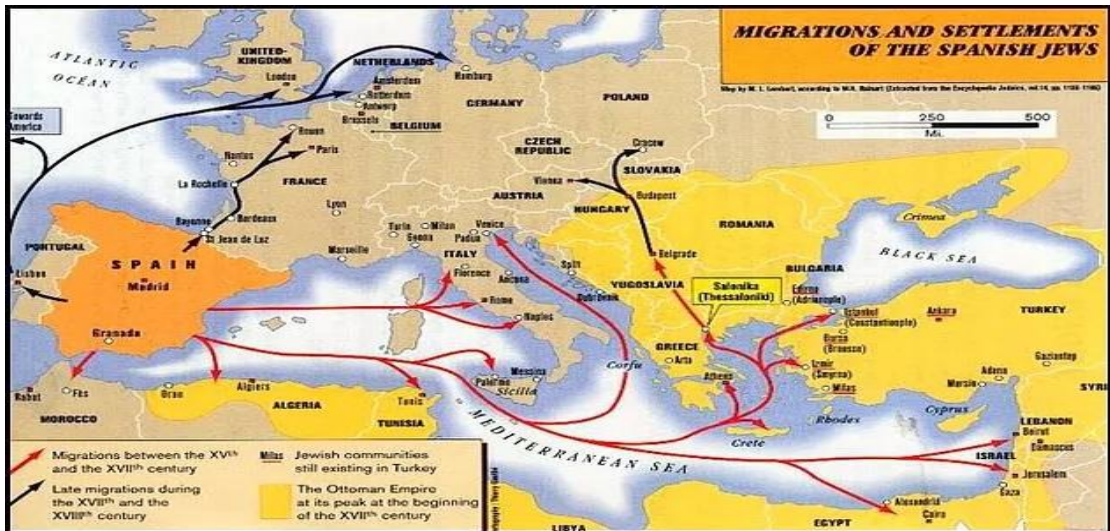 MIGRATIONS AND SETTLEMENTS
OF THE SPANISH JEWS
0 250 500
Mi.
ATLANTIC
OCÉAN
Towards
America
UNITED-
KINGDOM
London
NETHERLANDS
Amsterdam
Rotterdam
Antwerp
Brussels
BELGIUM
Hamburg
GERMANY
POLAND
Rouen
Paris
Nantes
La Rochelle
FRANCE
Bayonne
Bordeaux
St Jean de Luz
Lyon
Marseille
CZECH
REPUBLIC
Cracow
SLOVAKIA
Vienna
AUSTRIA
Budapest
HUNGARY
ROMANIA
Crimea
BLACK SEA
PORTUGAL
Lisbon
SPAIN
Madrid
Granada
Turin
Milan
Genoa
Venice
Padua
ITALY
Florence
Ancona
Rome
Naples
Split
Dubrovnik
YUGOSLAVIA
Belgrade
BULGARIA
Salonika
(Thessaloniki)
Edirne
(Adrianople)
Istanbul
(Constantinople)
Bursa
Ankara
TURKEY
Gaziantep
Adana
Mersin
GREECE
Arta
Athens
Izmir
(Smyrna)
Milas
Corfu
Messina
Palermo
Sicilia
Crete
Rhodes
Cyprus
SYRI
LEBANON
Beirut
Damascus
ISRAEL
Jerusalem
Gaza
Rabat
Fès
MOROCCO
Oran
Algiers
ALGERIA
Tunis
TUNISIA
MEDITERRANEAN SEA
LIBYA
EGYPT
Alexandria
Cairo
Migrations between the XVth
and the XVIIth century
Late migrations during
the XVIIth and the
XVIIIth century
Milas Jewish communities
still existing in Turkey
The Ottoman Empire
at its peak at the beginning
of the XVIIth century